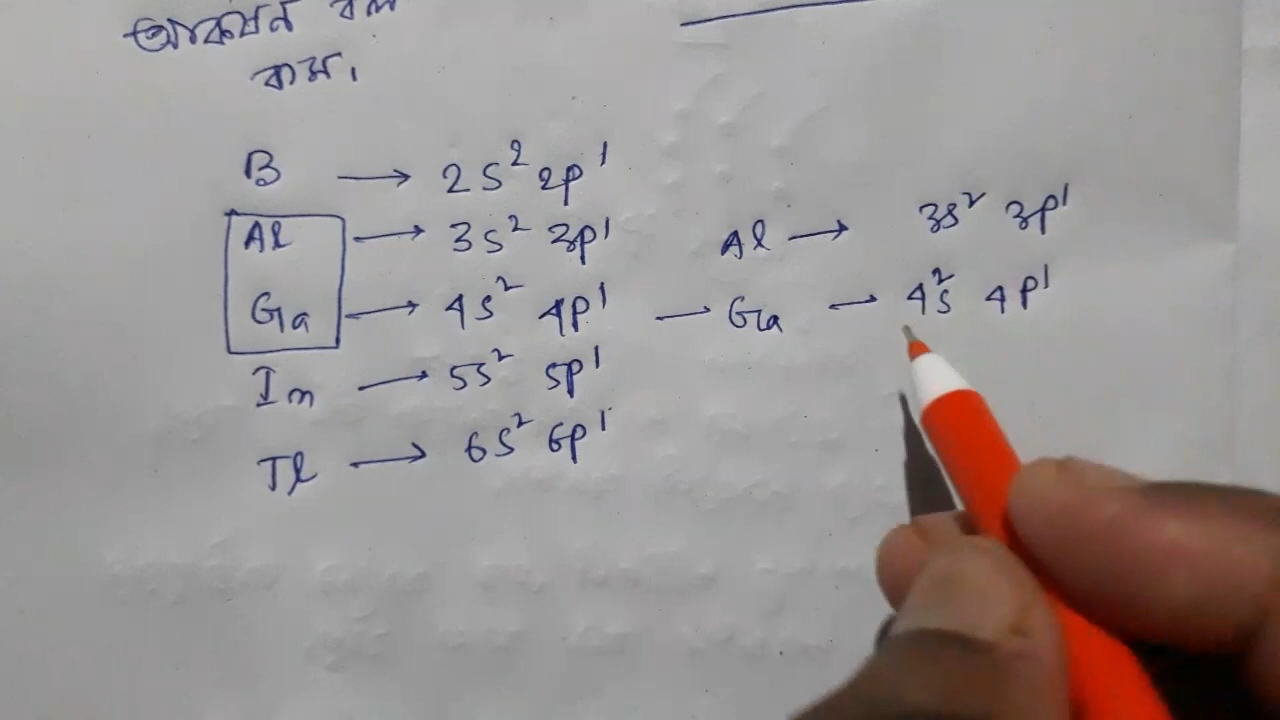 আকর্ষন বল
কম।
B → 2s² 2p¹
Al → 3s² 3p¹ Al → 3s² 3p¹
Ga → 4s² 4p¹ — Ga → 4s² 4p¹
In → 5s² 5p¹
Tl → 6s² 6p¹